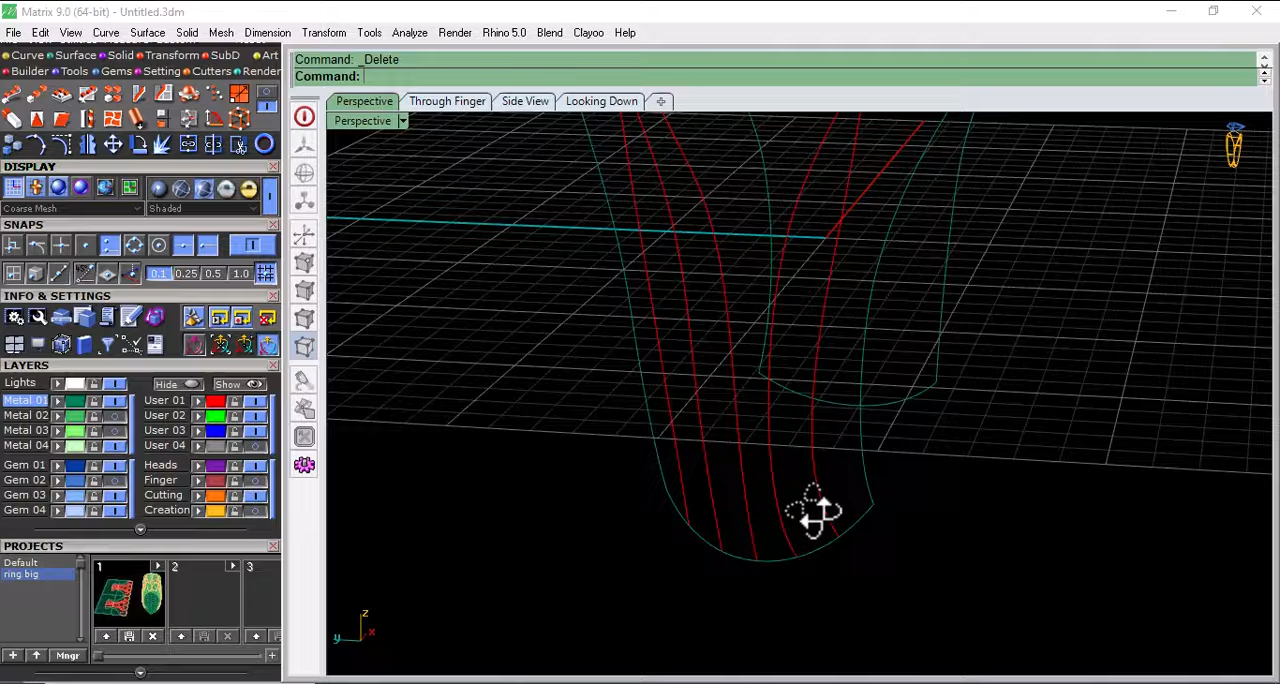 Matrix 9.0 (64-bit) - Untitled.3dm
File Edit View Curve Surface Solid Mesh Dimension Transform Tools Analyze Render Rhino 5.0 Blend Clayoo Help
Curve Surface Solid Transform SubD Art
Builder Tools Gems Setting Cutters Render
Command: _Delete
Command:
Perspective Through Finger Side View Looking Down
Perspective
DISPLAY
Coarse Mesh Shaded
SNAPS
0.1 0.25 0.5 1.0
INFO & SETTINGS
LAYERS
Lights Hide Show
Metal 01 User 01
Metal 02 User 02
Metal 03 User 03
Metal 04 User 04
Gem 01 Heads
Gem 02 Finger
Gem 03 Cutting
Gem 04 Creation
PROJECTS
Default
ring big
1 2 3
Mngr
z
y x